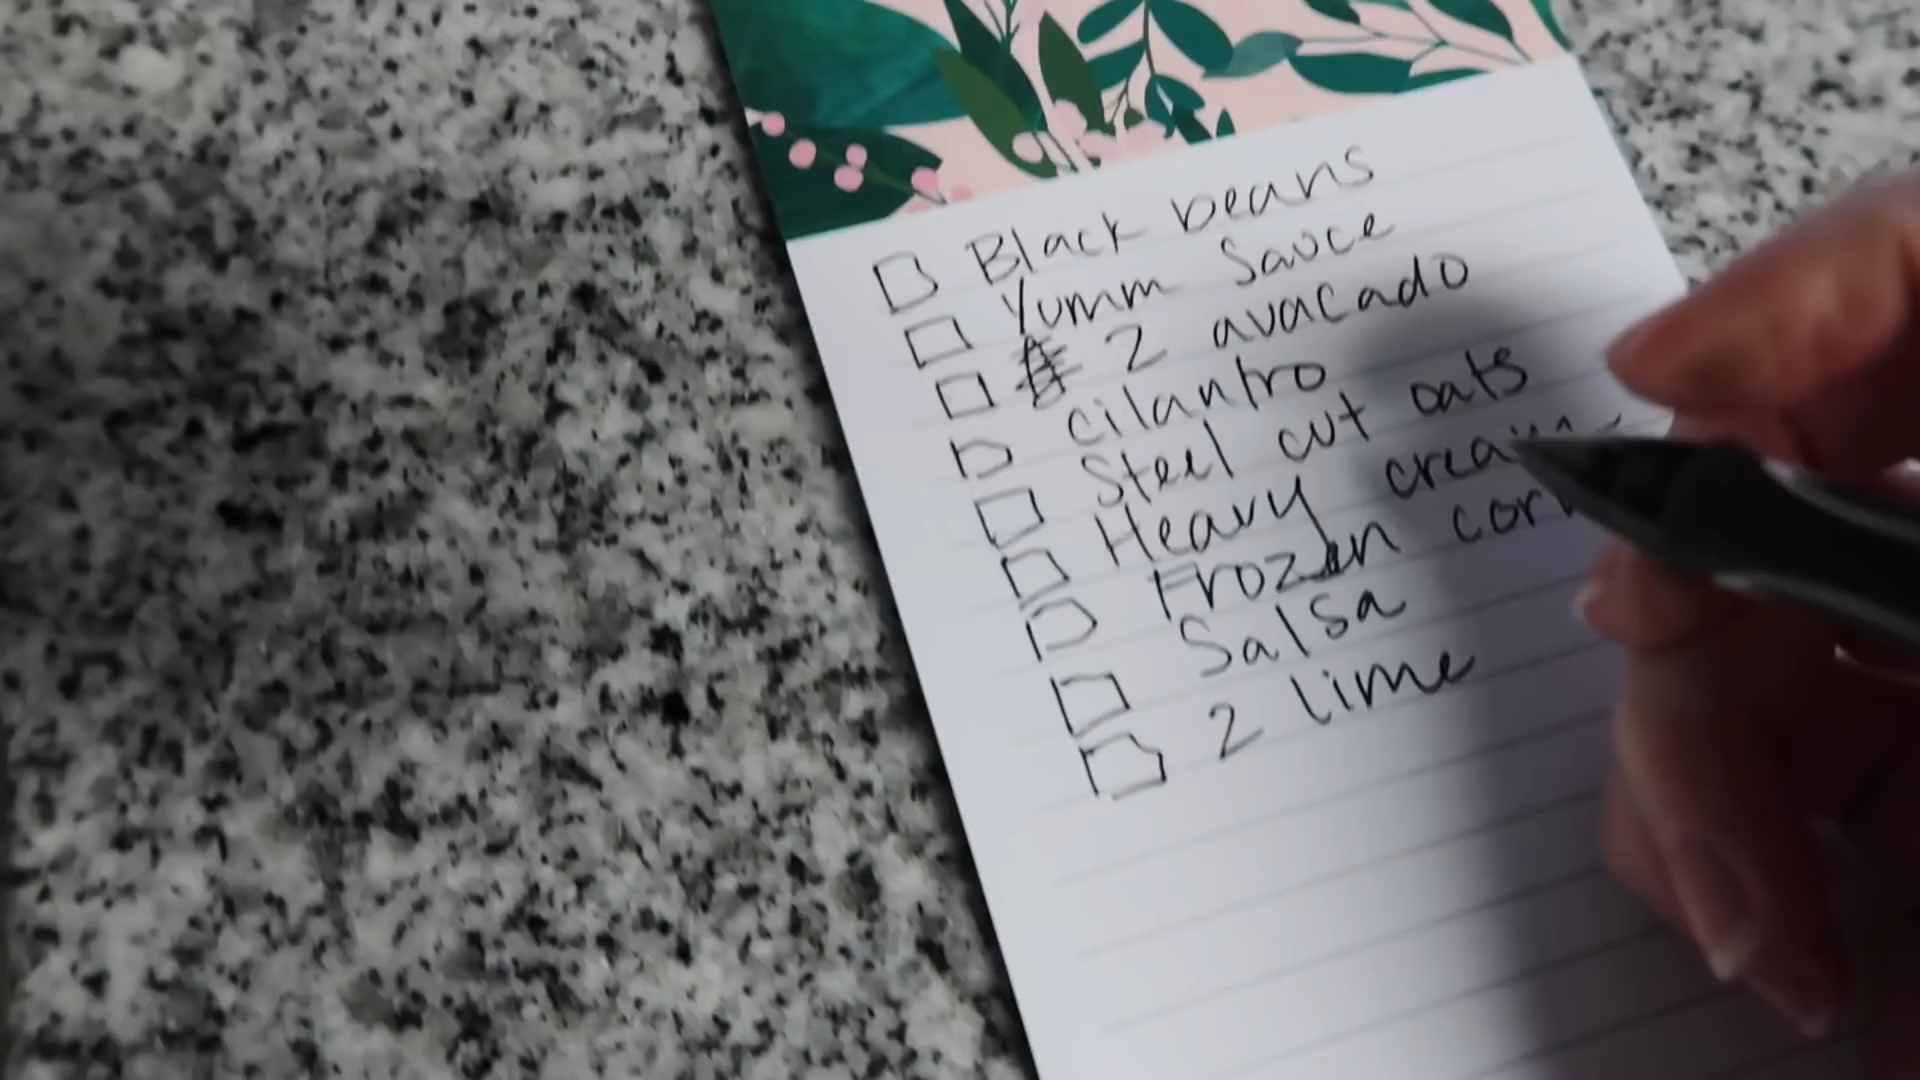 Black beans
Yumm Sauce
2 avacado
cilantro
Steel cut oats
Heavy cream
Frozen corn
Salsa
2 lime